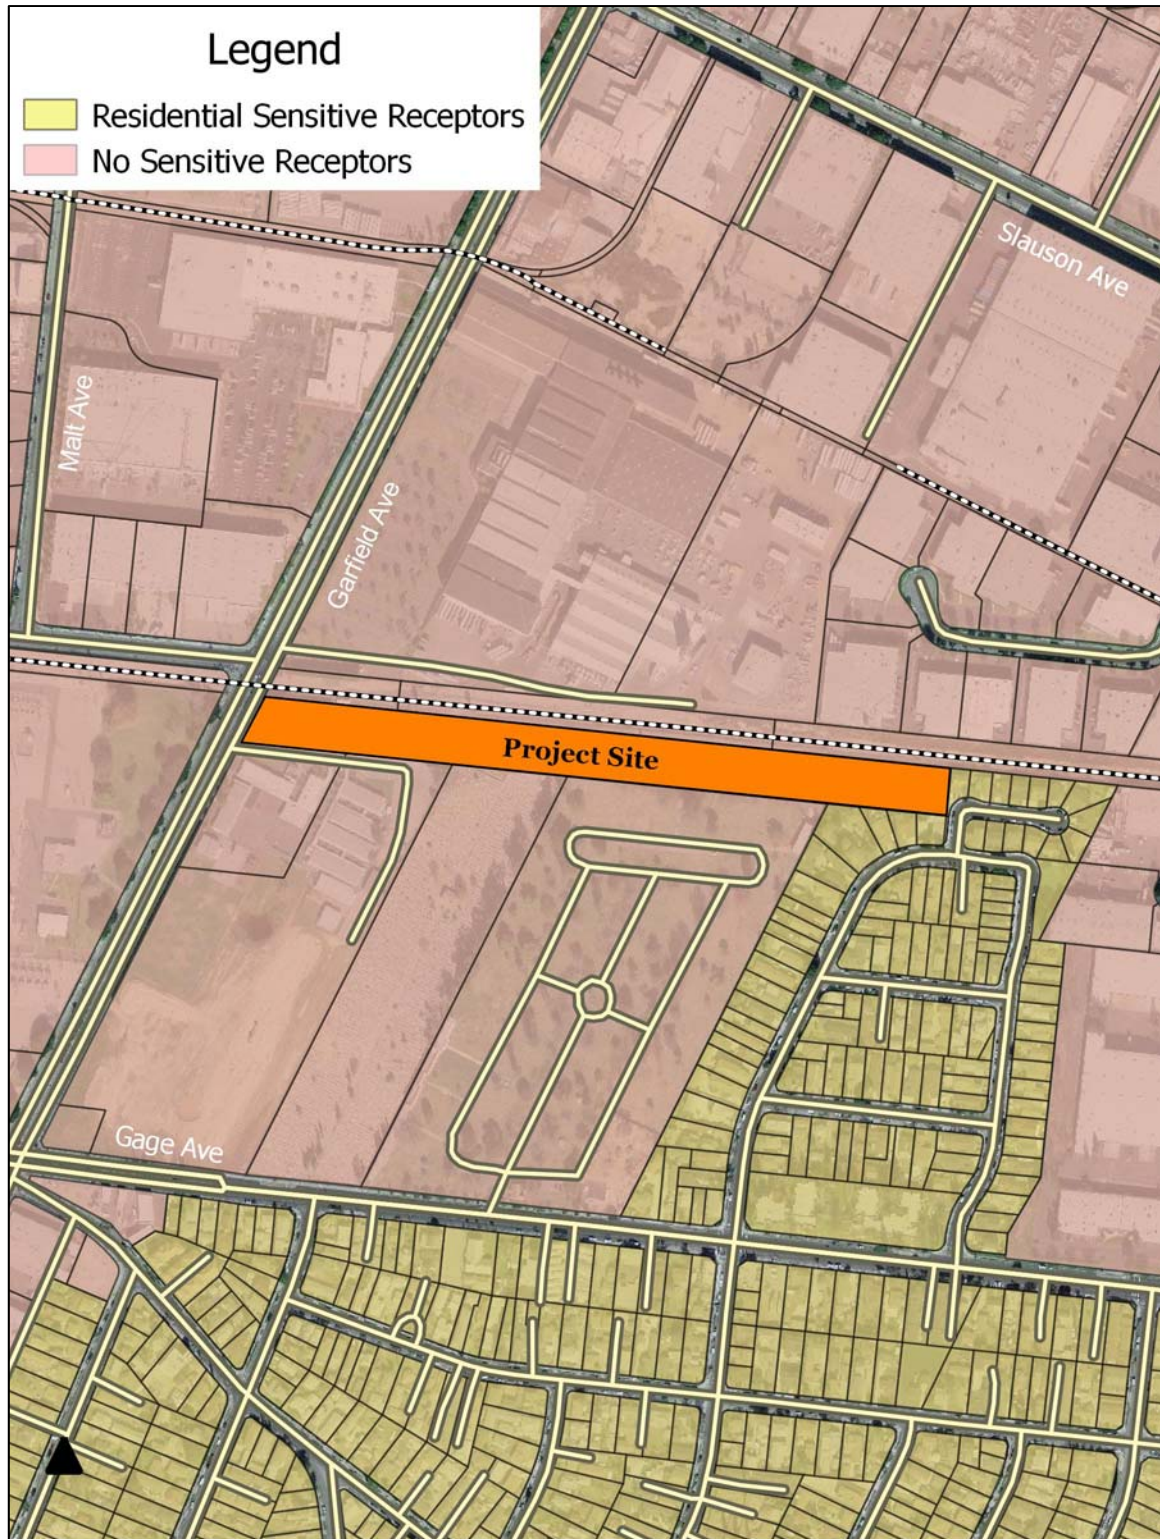 Legend
Residential Sensitive Receptors
No Sensitive Receptors
Slauson Ave
Malt Ave
Garfield Ave
Project Site
Gage Ave